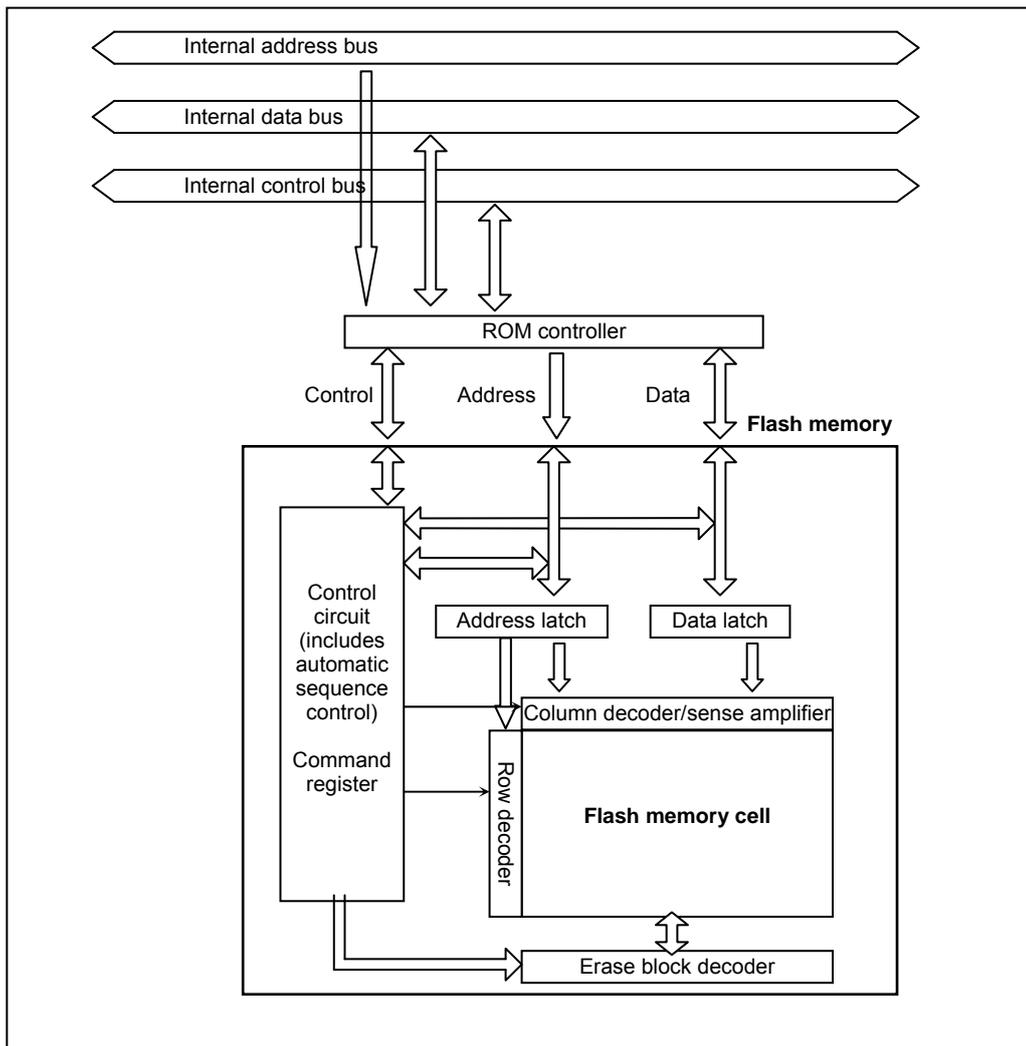 Internal address bus
Internal data bus
Internal control bus
ROM controller
Control
Address
Data
Flash memory
Control
circuit
(includes
automatic
sequence
control)
Command
register
Address latch
Data latch
Column decoder/sense amplifier
Row decoder
Flash memory cell
Erase block decoder